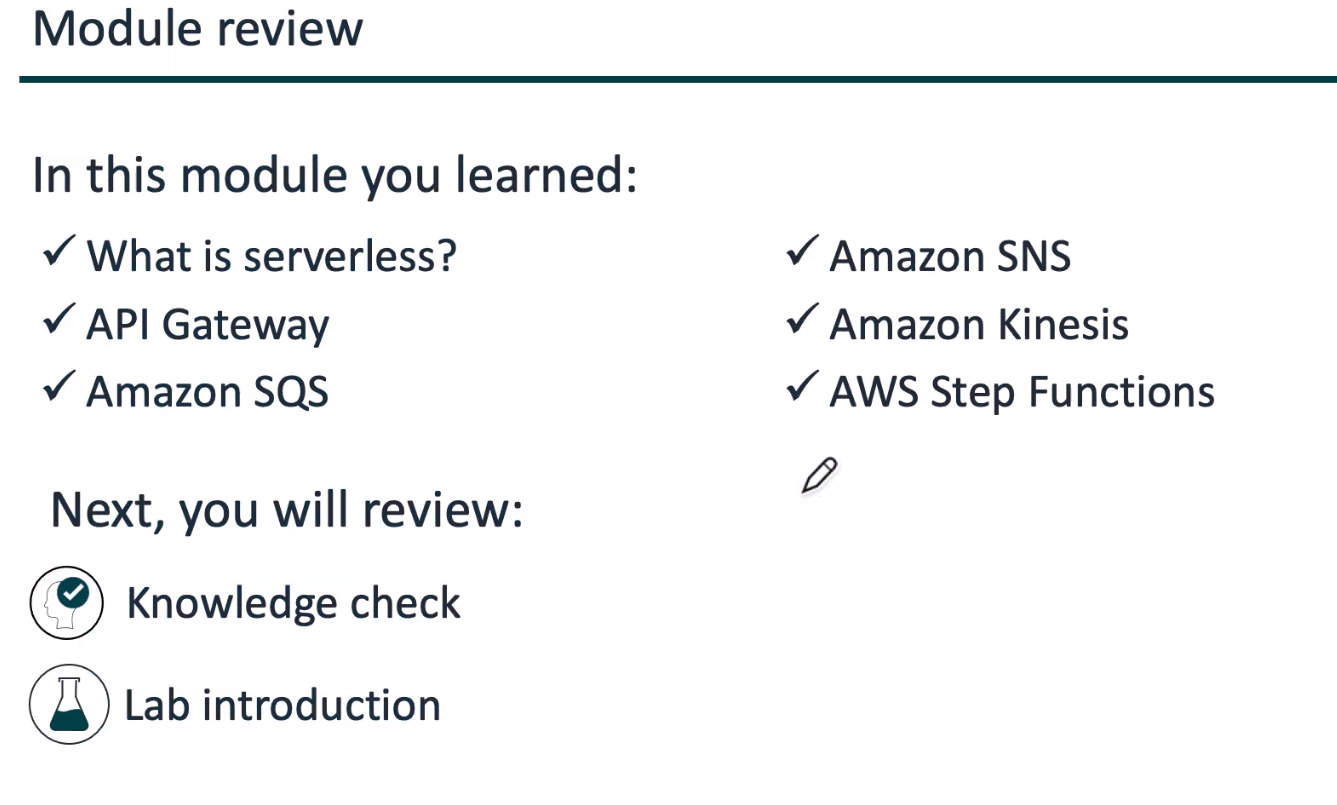 Module review
In this module you learned:
✓ What is serverless?
✓ API Gateway
✓ Amazon SQS
✓ Amazon SNS
✓ Amazon Kinesis
✓ AWS Step Functions
Next, you will review:
Knowledge check
Lab introduction